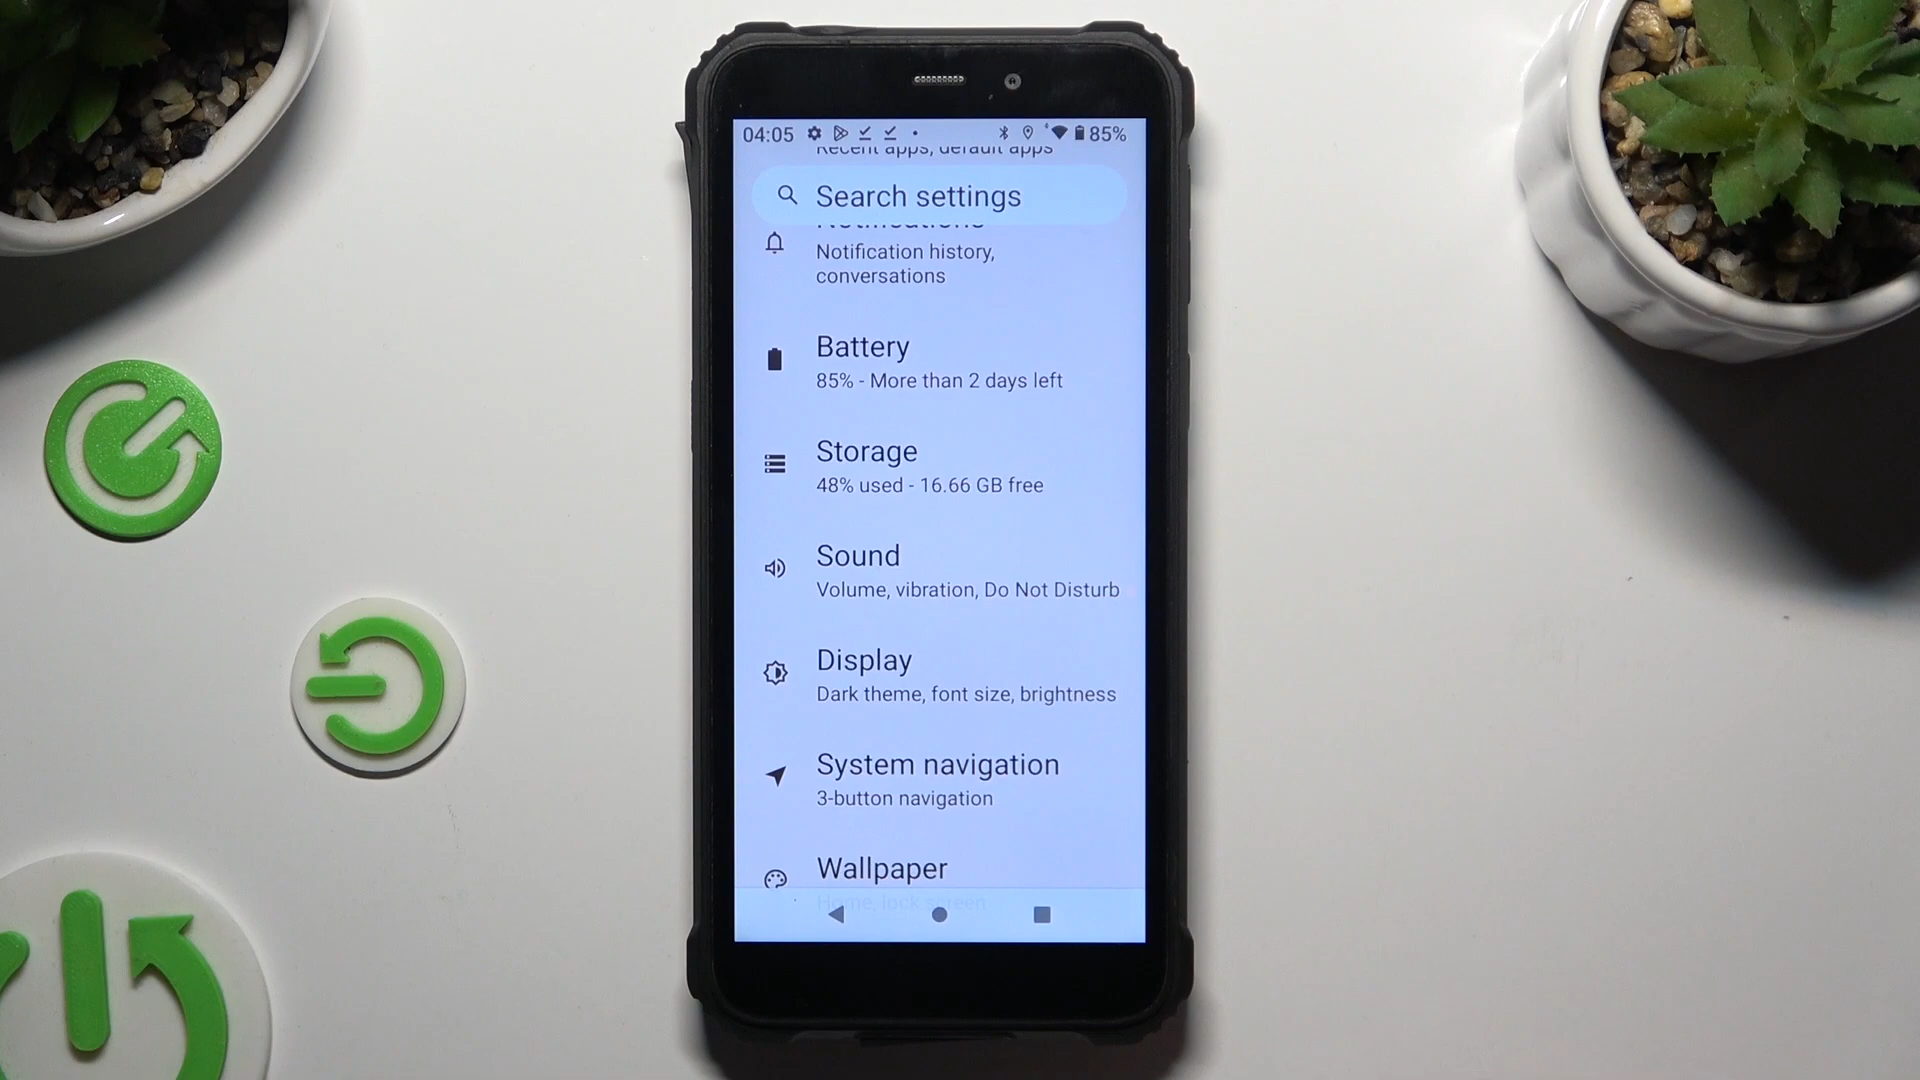 04:05 85%
Recent apps, default apps
Search settings
Notifications
Notification history,
conversations
Battery
85% - More than 2 days left
Storage
48% used - 16.66 GB free
Sound
Volume, vibration, Do Not Disturb
Display
Dark theme, font size, brightness
System navigation
3-button navigation
Wallpaper
Home, lock screen